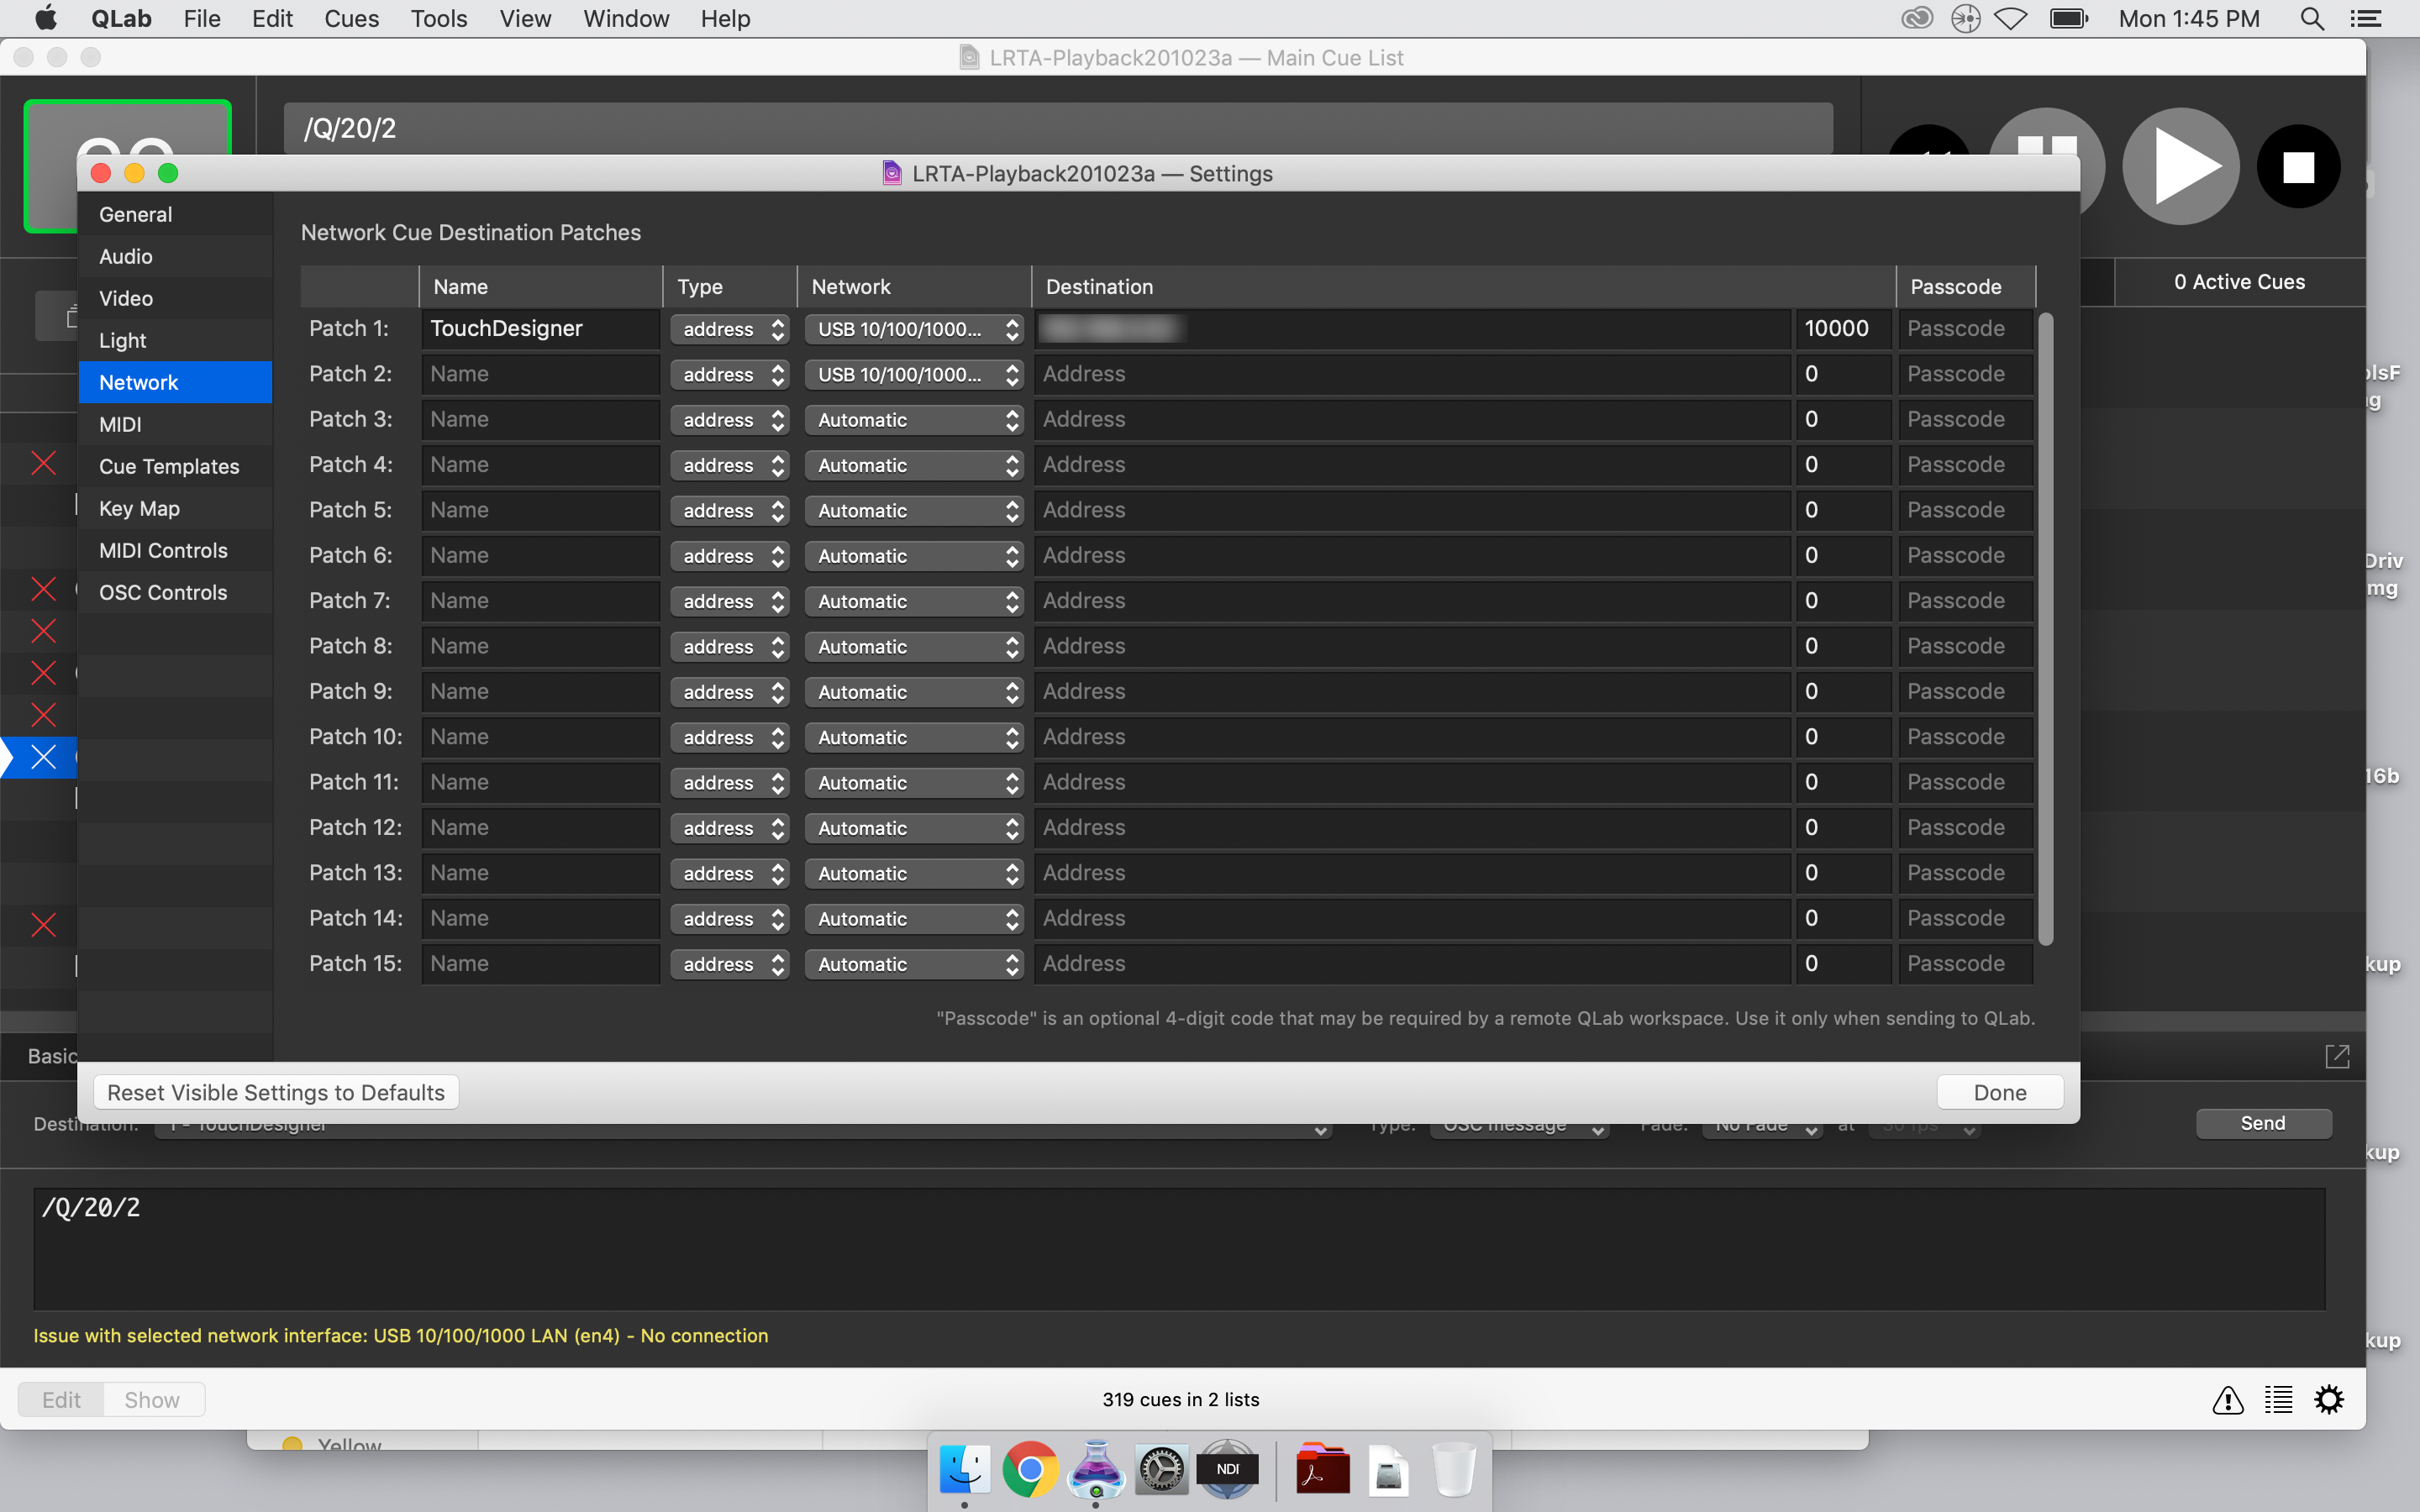 QLab File Edit Cues Tools View Window Help Mon 1:45 PM
LRTA-Playback201023a — Main Cue List
/Q/20/2
LRTA-Playback201023a — Settings
General
Audio
Video
Light
Network
MIDI
Cue Templates
Key Map
MIDI Controls
OSC Controls
Network Cue Destination Patches
Name Type Network Destination Passcode
Patch 1: TouchDesigner address USB 10/100/1000... 10000 Passcode
Patch 2: Name address USB 10/100/1000... Address 0 Passcode
Patch 3: Name address Automatic Address 0 Passcode
Patch 4: Name address Automatic Address 0 Passcode
Patch 5: Name address Automatic Address 0 Passcode
Patch 6: Name address Automatic Address 0 Passcode
Patch 7: Name address Automatic Address 0 Passcode
Patch 8: Name address Automatic Address 0 Passcode
Patch 9: Name address Automatic Address 0 Passcode
Patch 10: Name address Automatic Address 0 Passcode
Patch 11: Name address Automatic Address 0 Passcode
Patch 12: Name address Automatic Address 0 Passcode
Patch 13: Name address Automatic Address 0 Passcode
Patch 14: Name address Automatic Address 0 Passcode
Patch 15: Name address Automatic Address 0 Passcode
"Passcode" is an optional 4-digit code that may be required by a remote QLab workspace. Use it only when sending to QLab.
Reset Visible Settings to Defaults Done
0 Active Cues
Basic
Destination: 1 - TouchDesigner Type: OSC message Fade: No Fade at 30 fps Send
/Q/20/2
Issue with selected network interface: USB 10/100/1000 LAN (en4) - No connection
Edit Show 319 cues in 2 lists
Yellow
NDI
16b
kup
kup
kup